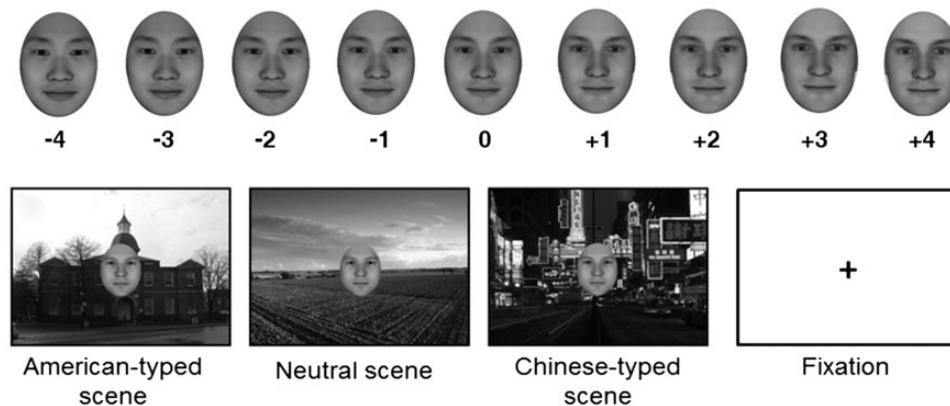 -4 -3 -2 -1 0 +1 +2 +3 +4
American-typed
scene
Neutral scene
Chinese-typed
scene
Fixation